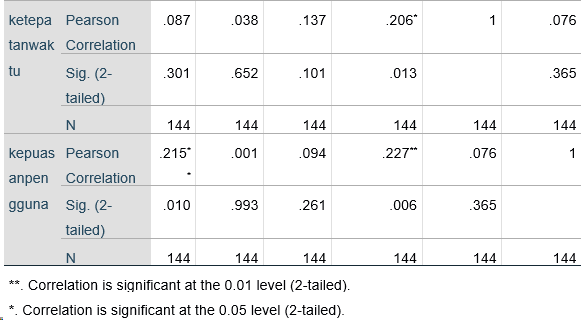 ketepa Pearson .087 .038 .137 .206* 1 .076
tanwak Correlation
tu Sig. (2- .301 .652 .101 .013 .365
tailed)
N 144 144 144 144 144 144
kepuas Pearson .215* .001 .094 .227** .076 1
anpen Correlation *
gguna Sig. (2- .010 .993 .261 .006 .365
tailed)
N 144 144 144 144 144 144
**. Correlation is significant at the 0.01 level (2-tailed).
*. Correlation is significant at the 0.05 level (2-tailed).